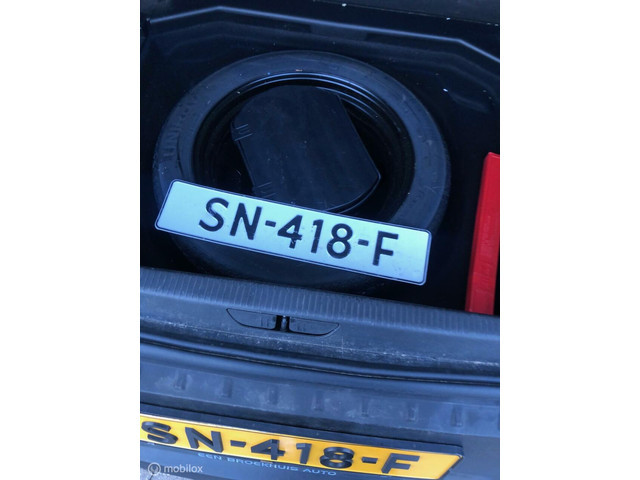 SN-418-F
SN-418-F
EEN BROCKHUIS AUTO
mobilox